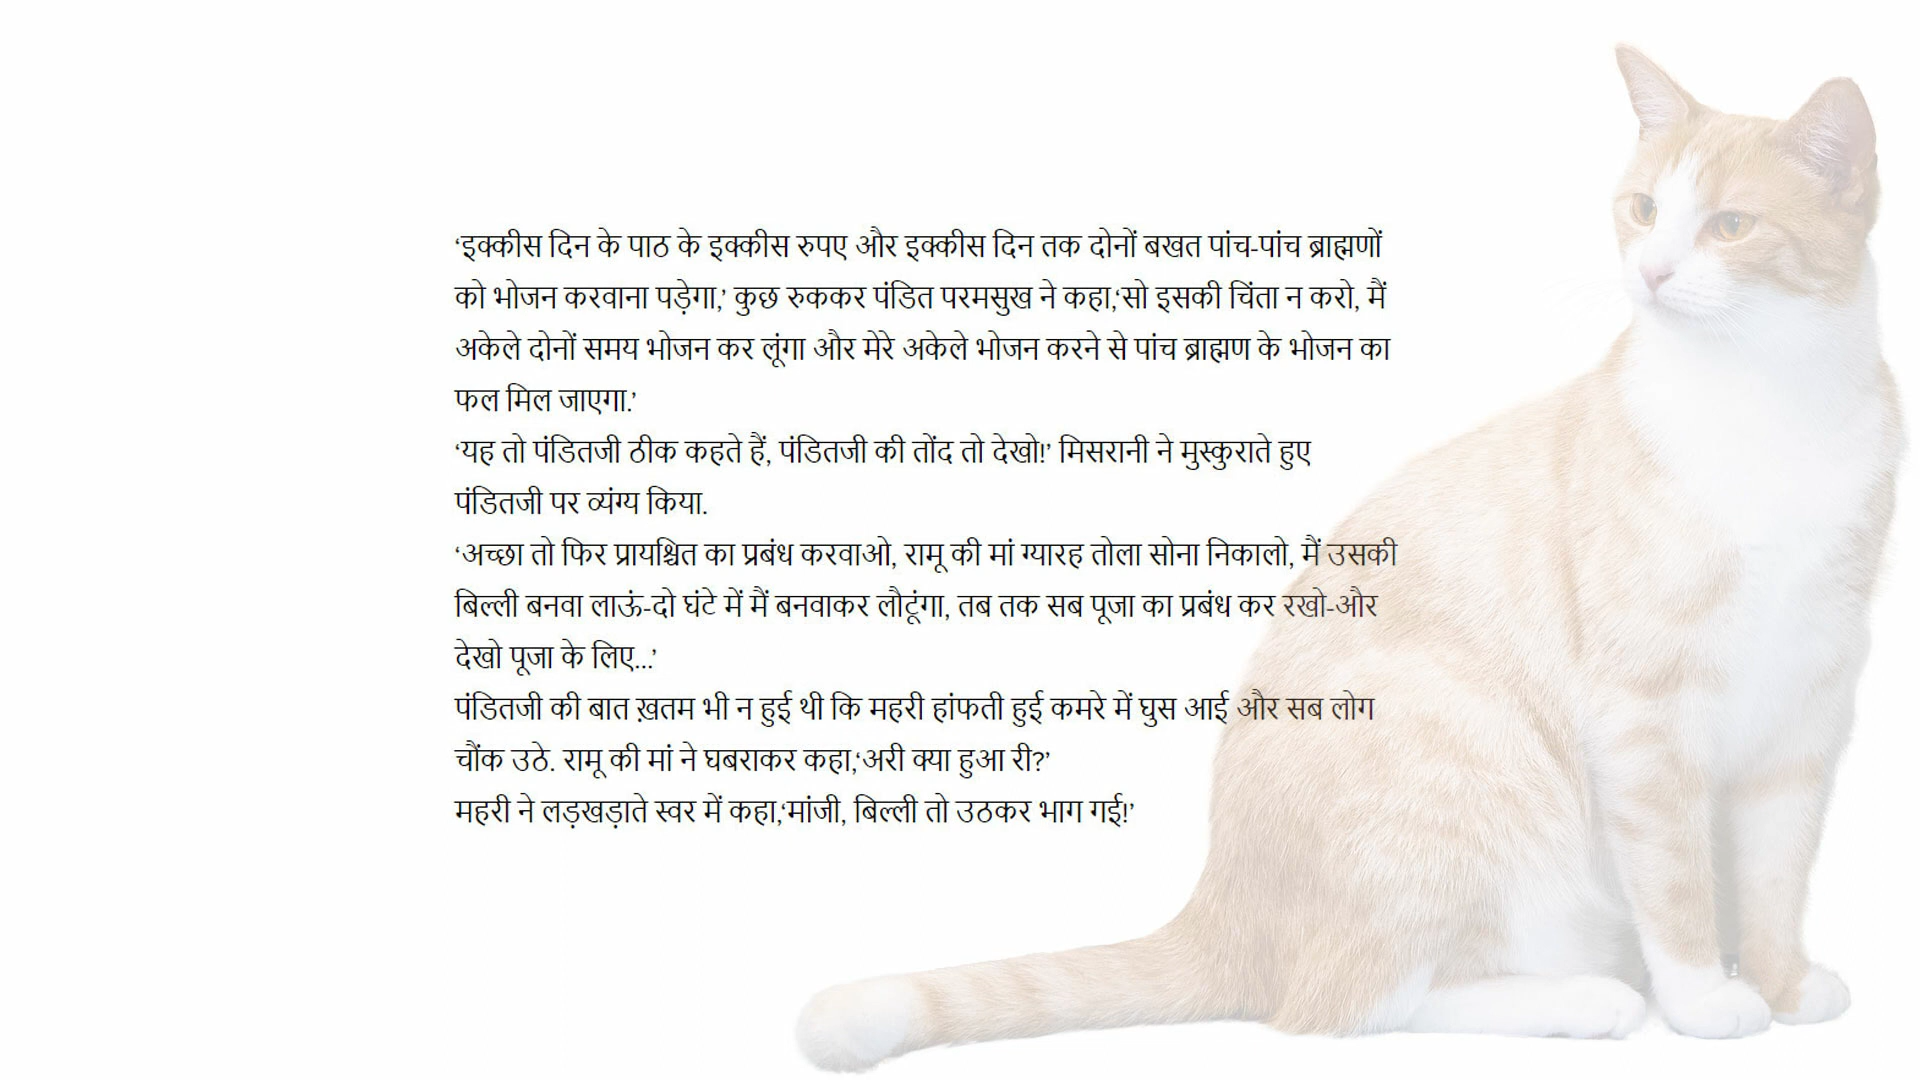 ‘इक्कीस दिन के पाठ के इक्कीस रुपए और इक्कीस दिन तक दोनों बखत पांच-पांच ब्राह्मणों
को भोजन करवाना पड़ेगा,’ कुछ रुककर पंडित परमसुख ने कहा,‘सो इसकी चिंता न करो, मैं
अकेले दोनों समय भोजन कर लूंगा और मेरे अकेले भोजन करने से पांच ब्राह्मण के भोजन का
फल मिल जाएगा.’
‘यह तो पंडितजी ठीक कहते हैं, पंडितजी की तोंद तो देखो!’ मिसरानी ने मुस्कुराते हुए
पंडितजी पर व्यंग्य किया.
‘अच्छा तो फिर प्रायश्चित का प्रबंध करवाओ, रामू की मां ग्यारह तोला सोना निकालो, मैं उसकी
बिल्ली बनवा लाऊं-दो घंटे में मैं बनवाकर लौटूंगा, तब तक सब पूजा का प्रबंध कर रखो-और
देखो पूजा के लिए...’
पंडितजी की बात ख़तम भी न हुई थी कि महरी हांफती हुई कमरे में घुस आई और सब लोग
चौंक उठे. रामू की मां ने घबराकर कहा,‘अरी क्या हुआ री?’
महरी ने लड़खड़ाते स्वर में कहा,‘मांजी, बिल्ली तो उठकर भाग गई!’